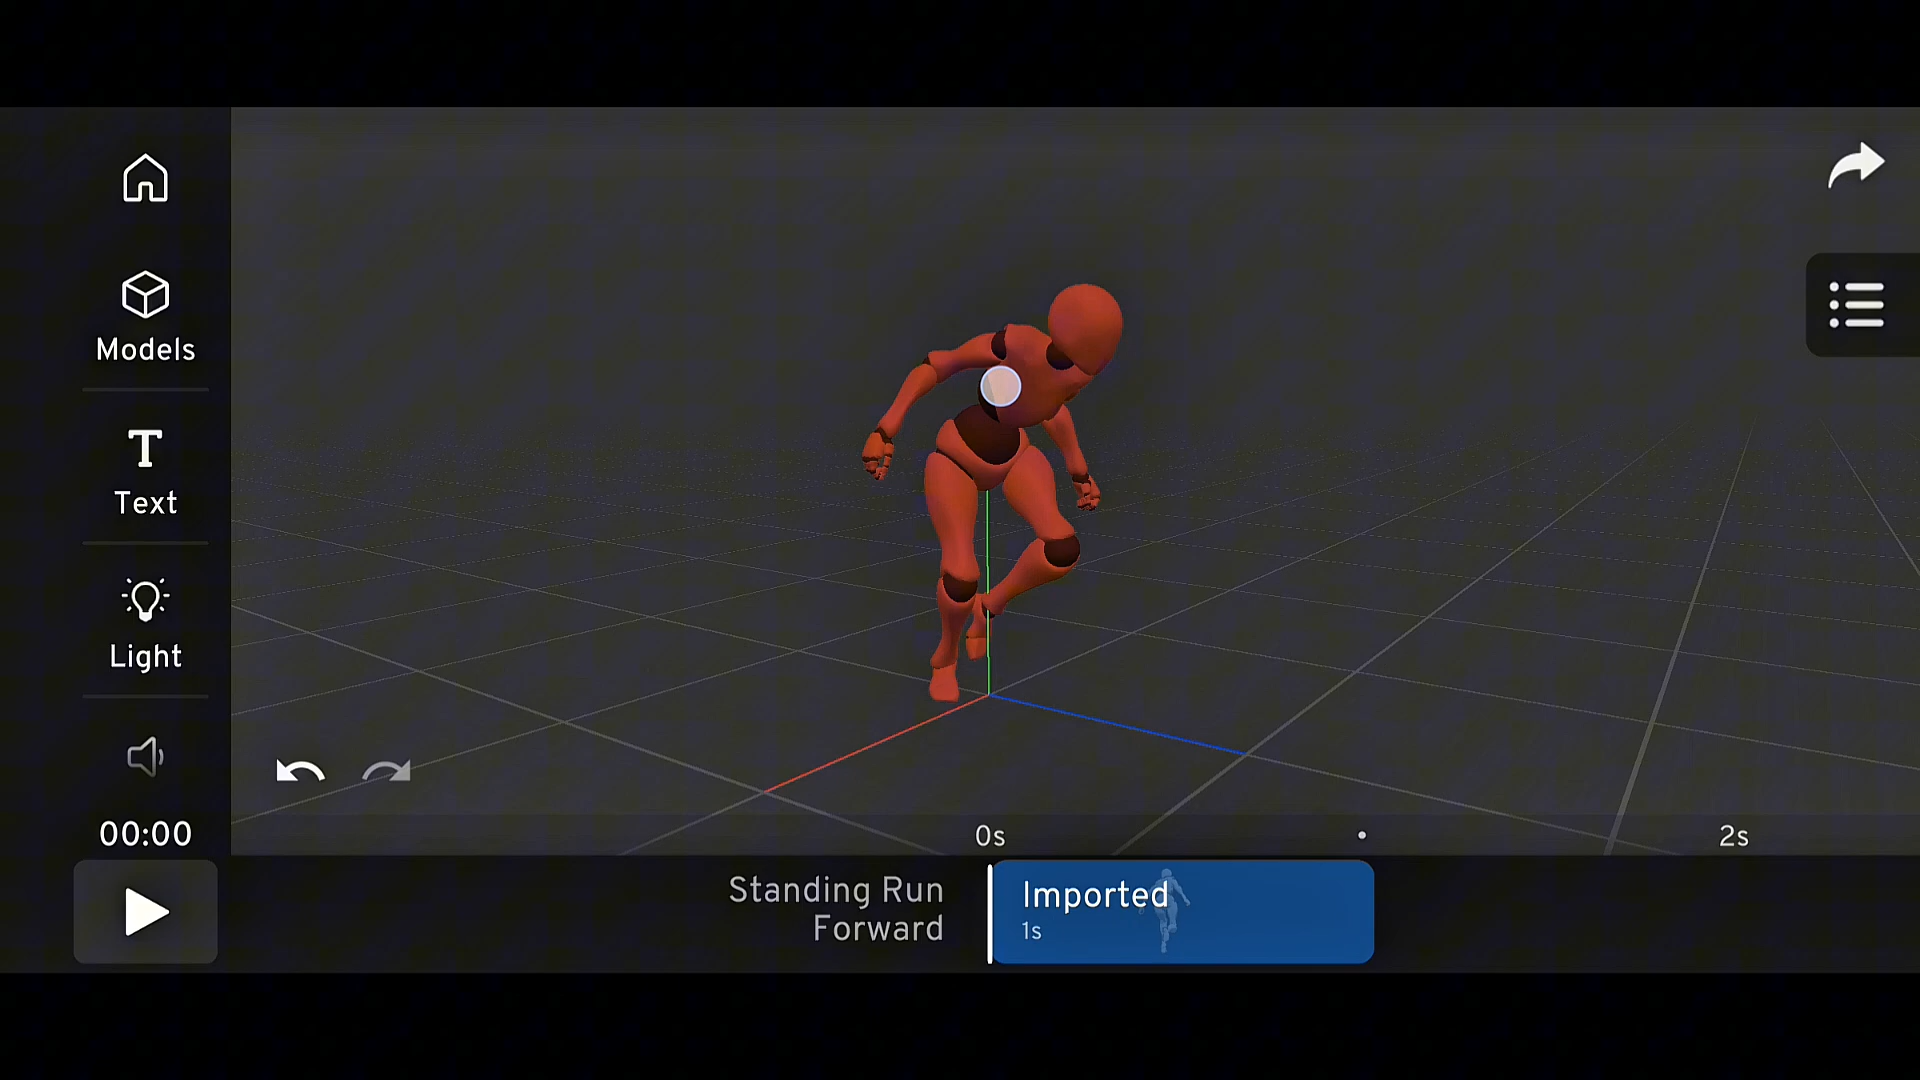 Models
T
Text
Light
00:00
0s
2s
Standing Run
Forward
Imported
1s